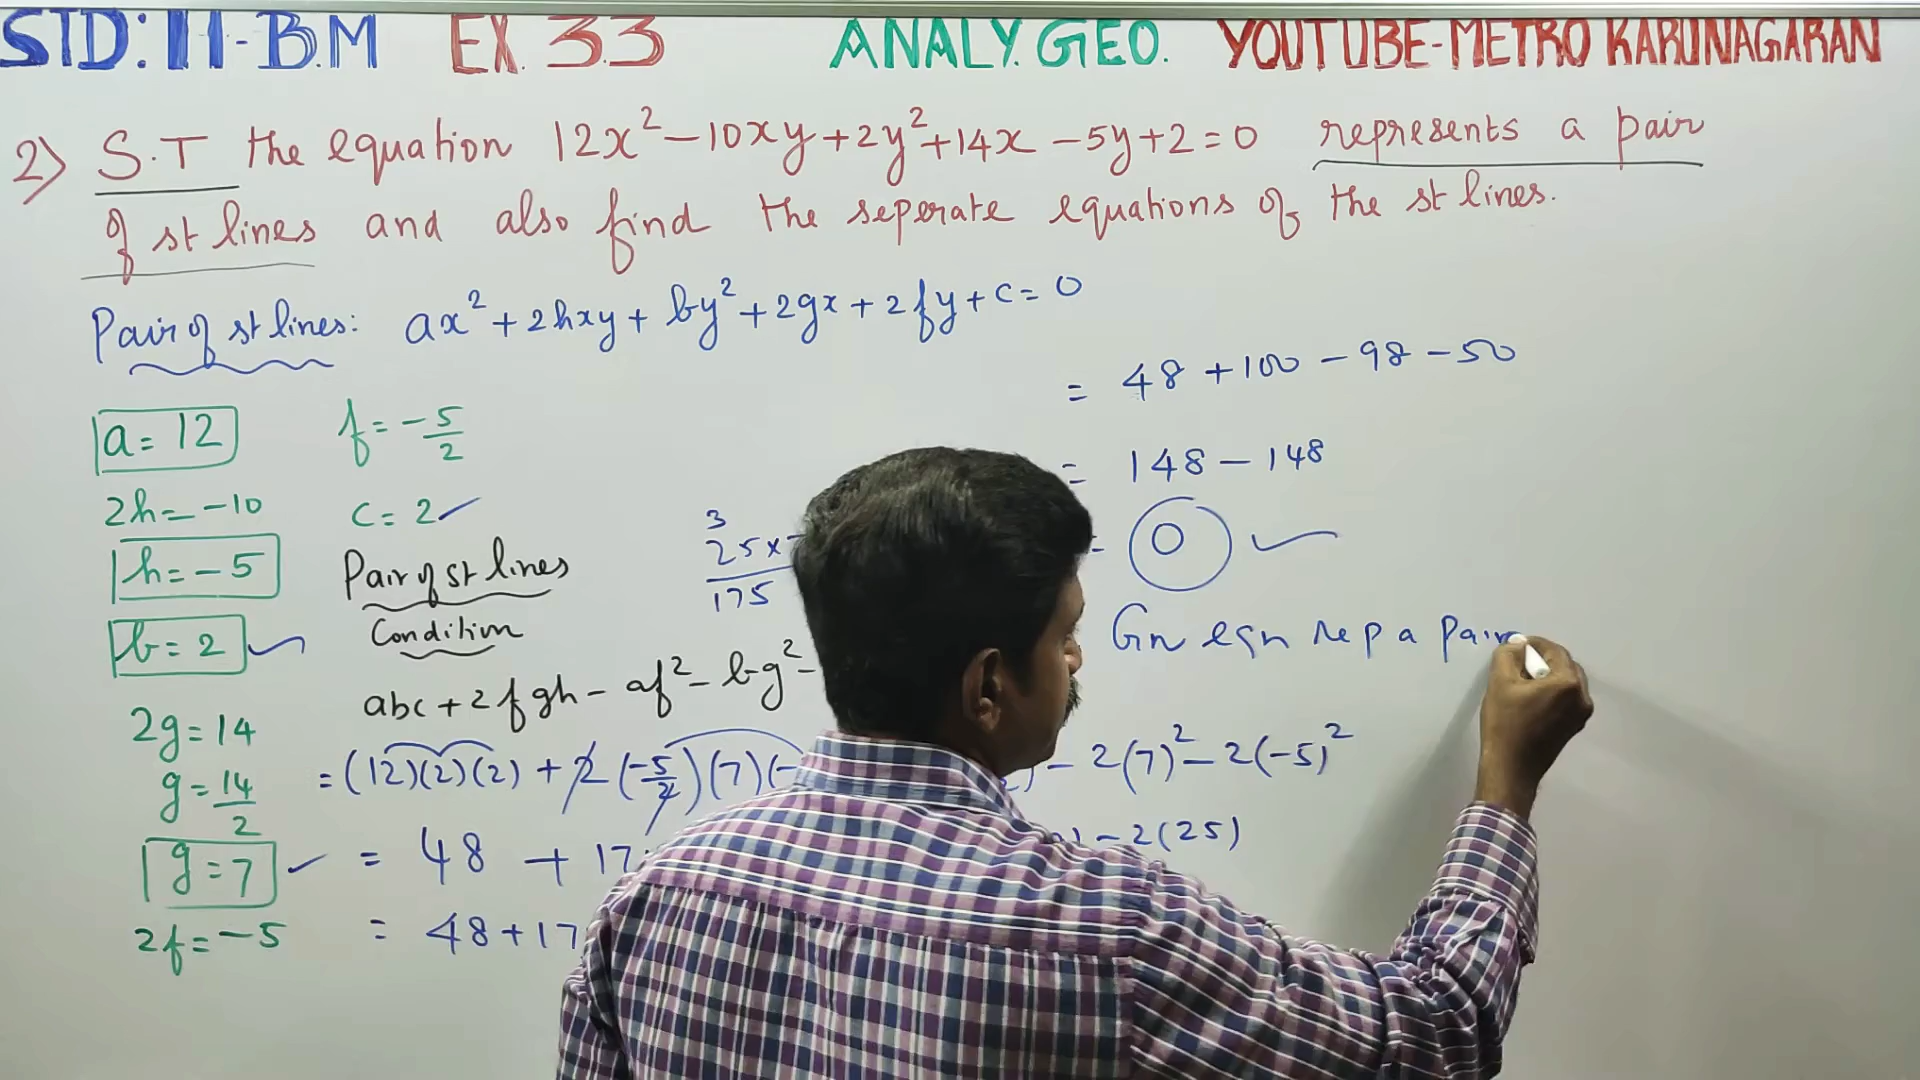 STD: 11-B.M EX. 3.3 ANALY. GEO. YOUTUBE-METRO KARUNAGARAN
2) S.T the equation 12x² - 10xy + 2y² + 14x - 5y + 2 = 0 represents a pair
of st lines and also find the seperate equations of the st lines.
Pair of st lines: ax² + 2hxy + by² + 2gx + 2fy + c = 0
a = 12
2h = -10
h = -5
b = 2
2g = 14
g = 14/2
g = 7
2f = -5
f = -5/2
c = 2
Pair of st lines
Condition
abc + 2fgh - af² - bg² -
= (12)(2)(2) + 2(-5/2)(7)(- - 2(7)² - 2(-5)²
= 48 + 17 - 2(25)
= 48 + 17
3
25 ×
175
= 48 + 100 - 98 - 50
= 148 - 148
0
Gn eqn rep a pair